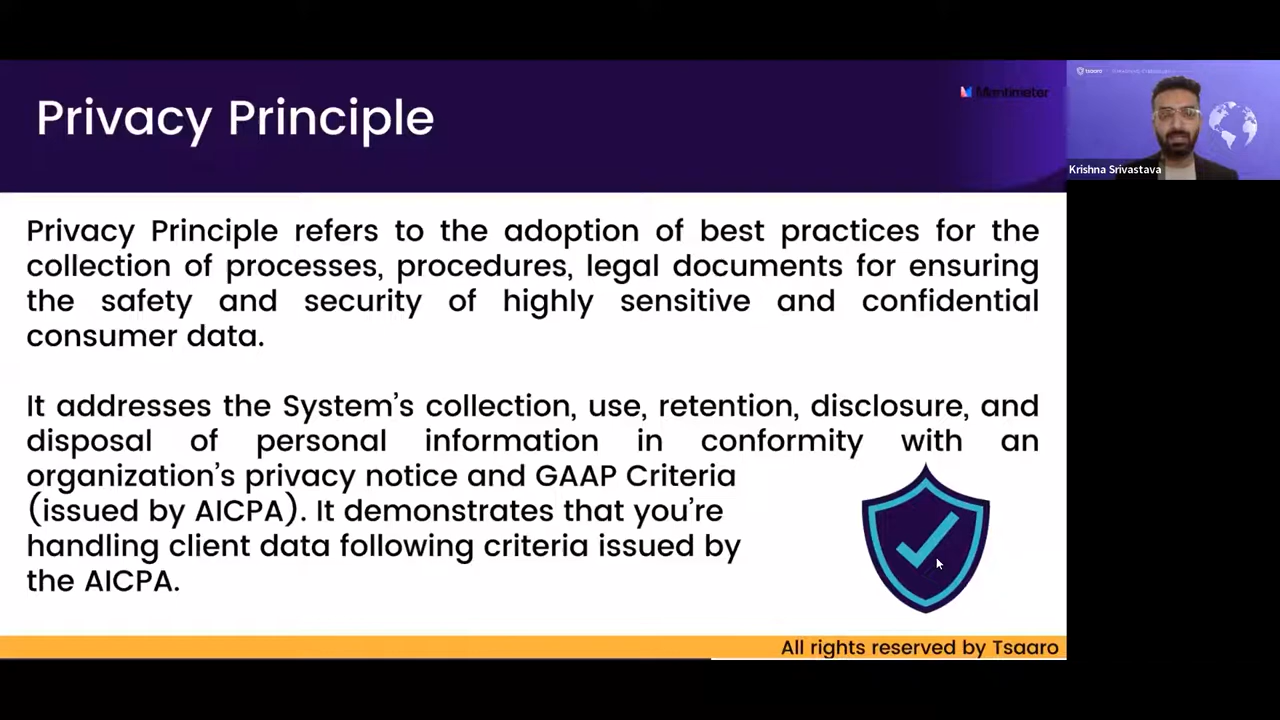 Privacy Principle
Mentimeter
tsaaro
Krishna Srivastava
Privacy Principle refers to the adoption of best practices for the
collection of processes, procedures, legal documents for ensuring
the safety and security of highly sensitive and confidential
consumer data.
It addresses the System's collection, use, retention, disclosure, and
disposal of personal information in conformity with an
organization's privacy notice and GAAP Criteria
(issued by AICPA). It demonstrates that you're
handling client data following criteria issued by
the AICPA.
All rights reserved by Tsaaro